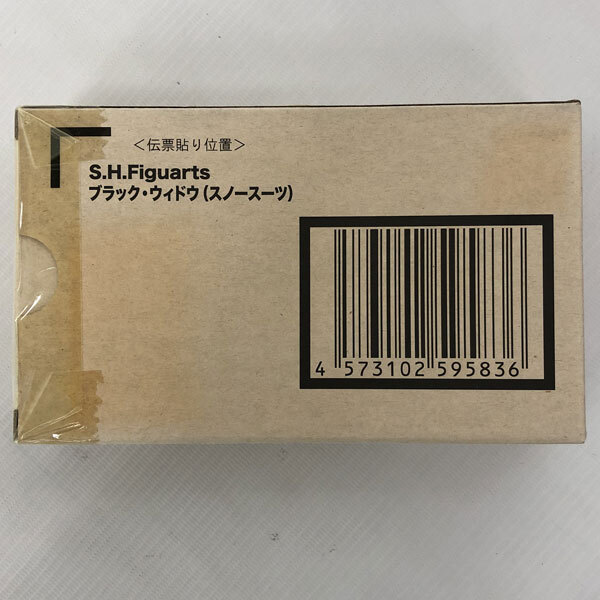 ＜伝票貼り位置＞
S.H.Figuarts
ブラック・ウィドウ(スノースーツ)
4 573102 595836